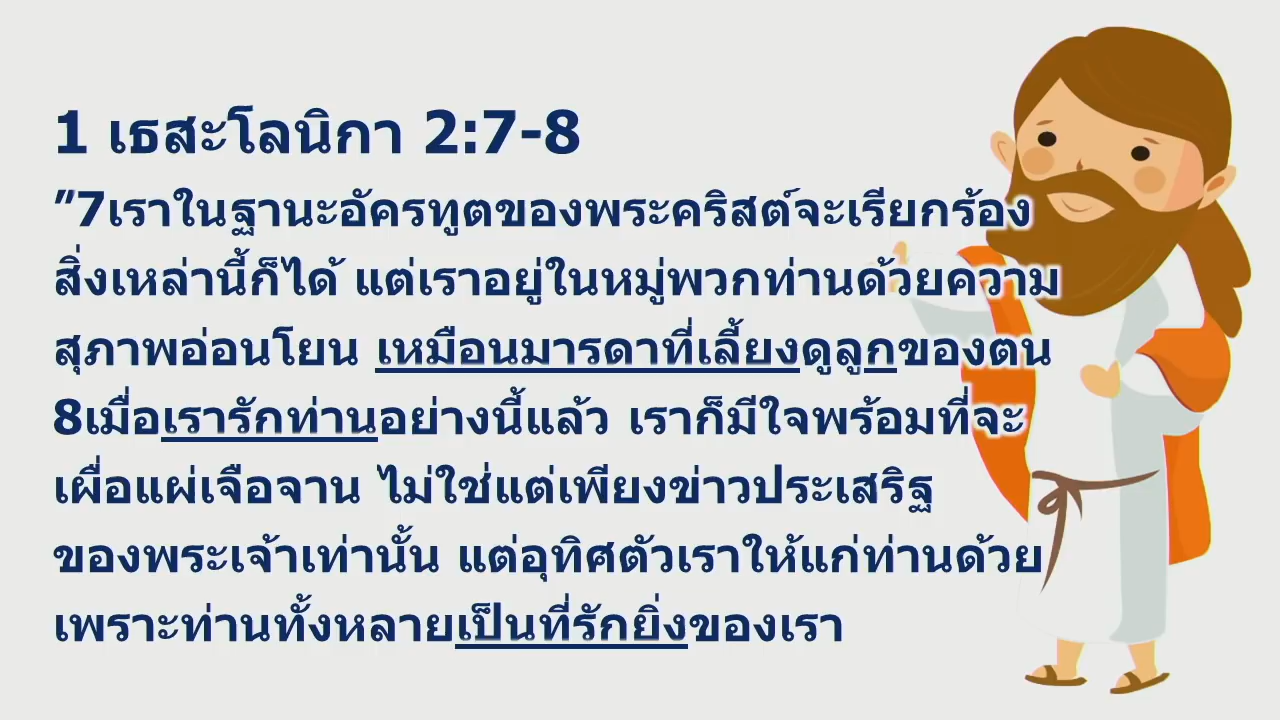 1 เธสะโลนิกา 2:7-8
"7เราในฐานะอัครทูตของพระคริสต์จะเรียกร้อง
สิ่งเหล่านี้ก็ได้ แต่เราอยู่ในหมู่พวกท่านด้วยความ
สุภาพอ่อนโยน เหมือนมารดาที่เลี้ยงดูลูกของตน
8เมื่อเรารักท่านอย่างนี้แล้ว เราก็มีใจพร้อมที่จะ
เผื่อแผ่เจือจาน ไม่ใช่แต่เพียงข่าวประเสริฐ
ของพระเจ้าเท่านั้น แต่อุทิศตัวเราให้แก่ท่านด้วย
เพราะท่านทั้งหลายเป็นที่รักยิ่งของเรา